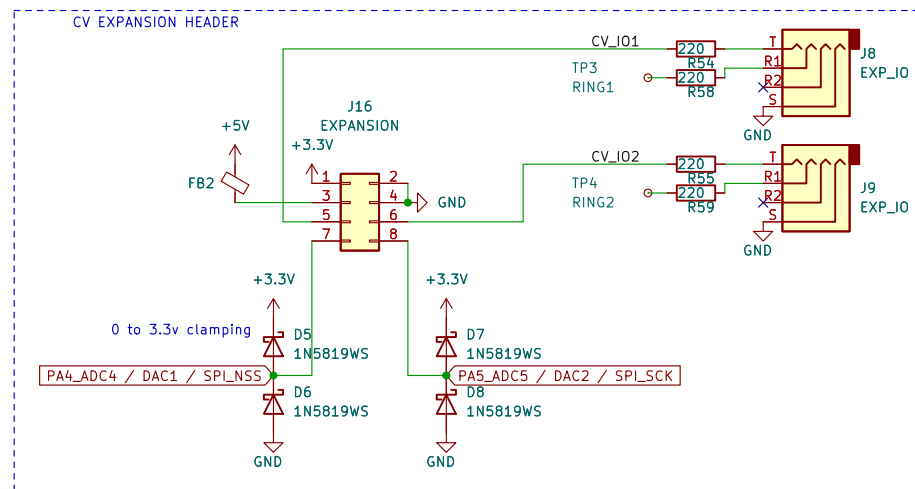 CV EXPANSION HEADER
CV_IO1
220
R54
T
J8
TP3
RING1
220
R58
R1
R2
S
EXP_IO
GND
J16
EXPANSION
+5V
+3.3V
FB2
1
2
3
4
5
6
7
8
GND
CV_IO2
220
R55
T
J9
TP4
RING2
220
R59
R1
R2
S
EXP_IO
GND
+3.3V
+3.3V
0 to 3.3v clamping
D5
1N5819WS
D7
1N5819WS
PA4_ADC4 / DAC1 / SPI_NSS
PA5_ADC5 / DAC2 / SPI_SCK
D6
1N5819WS
D8
1N5819WS
GND
GND